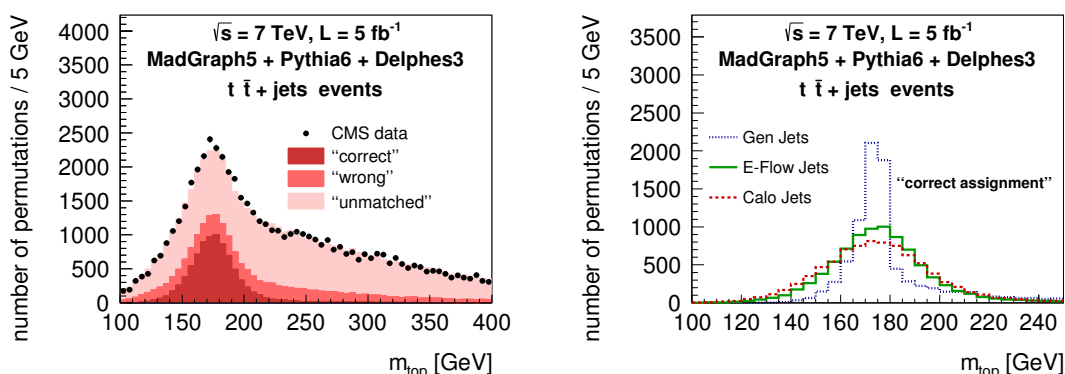 √s = 7 TeV, L = 5 fb⁻¹
MadGraph5 + Pythia6 + Delphes3
t t̄ + jets events
CMS data
“correct”
“wrong”
“unmatched”
number of permutations / 5 GeV
4000
3500
3000
2500
2000
1500
1000
500
0
100 150 200 250 300 350 400
m_top [GeV]
√s = 7 TeV, L = 5 fb⁻¹
MadGraph5 + Pythia6 + Delphes3
t t̄ + jets events
Gen Jets
E-Flow Jets
Calo Jets
“correct assignment”
number of permutations / 5 GeV
3500
3000
2500
2000
1500
1000
500
0
100 120 140 160 180 200 220 240
m_top [GeV]